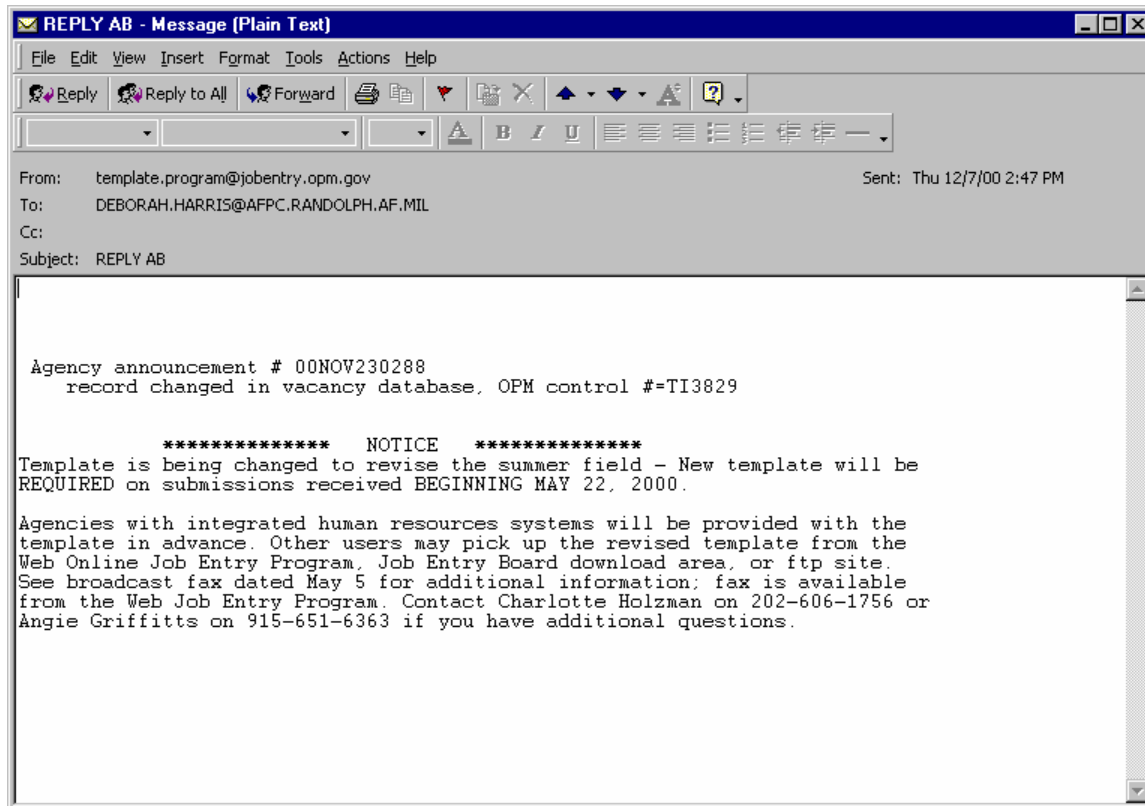 REPLY AB - Message (Plain Text)
File Edit View Insert Format Tools Actions Help
Reply Reply to All Forward
A B I U
From: template.program@jobentry.opm.gov Sent: Thu 12/7/00 2:47 PM
To: DEBORAH.HARRIS@AFPC.RANDOLPH.AF.MIL
Cc:
Subject: REPLY AB
Agency announcement # 00NOV230288
record changed in vacancy database, OPM control #=TI3829
************** NOTICE **************
Template is being changed to revise the summer field - New template will be
REQUIRED on submissions received BEGINNING MAY 22, 2000.
Agencies with integrated human resources systems will be provided with the
template in advance. Other users may pick up the revised template from the
Web Online Job Entry Program, Job Entry Board download area, or ftp site.
See broadcast fax dated May 5 for additional information; fax is available
from the Web Job Entry Program. Contact Charlotte Holzman on 202-606-1756 or
Angie Griffitts on 915-651-6363 if you have additional questions.